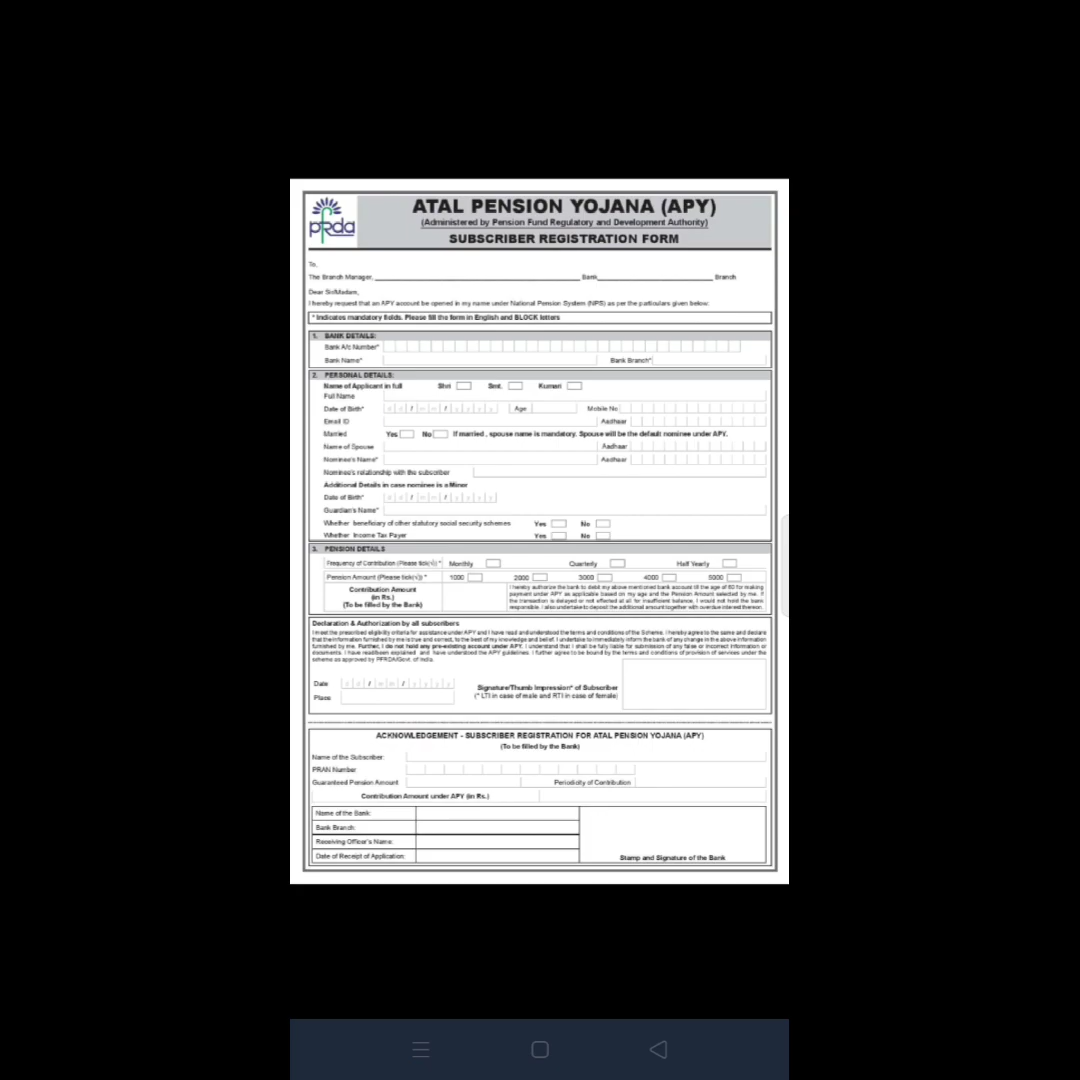 pfrda
ATAL PENSION YOJANA (APY)
(Administered by Pension Fund Regulatory and Development Authority)
SUBSCRIBER REGISTRATION FORM
To,
The Branch Manager, Bank Branch
Dear Sir/Madam,
I hereby request that an APY account be opened in my name under National Pension System (NPS) as per the particulars given below:
* Indicates mandatory fields. Please fill the form in English and BLOCK letters
1. BANK DETAILS:
Bank A/c Number*
Bank Name* Bank Branch*
2. PERSONAL DETAILS:
Name of Applicant in full Shri Smt. Kumari
Full Name
Date of Birth* d d / m m / y y y y Age Mobile No
Email ID Aadhaar
Married Yes No If married , spouse name is mandatory. Spouse will be the default nominee under APY.
Name of Spouse Aadhaar
Nominee's Name* Aadhaar
Nominee's relationship with the subscriber
Additional Details in case nominee is a Minor
Date of Birth* d d / m m / y y y y
Guardian's Name*
Whether beneficiary of other statutory social security schemes Yes No
Whether Income Tax Payer Yes No
3. PENSION DETAILS
Frequency of Contribution (Please tick(√)) * Monthly Quarterly Half Yearly
Pension Amount (Please tick(√)) * 1000 2000 3000 4000 5000
Contribution Amount
(in Rs.)
(To be filled by the Bank)
I hereby authorize the bank to debit my above mentioned bank account till the age of 60 for making
payment under APY as applicable based on my age and the Pension Amount selected by me. If
the transaction is delayed or not effected at all for insufficient balance, I would not hold the bank
responsible. I also undertake to deposit the additional amount together with overdue interest thereon.
Declaration & Authorization by all subscribers
I meet the prescribed eligibility criteria for assistance under APY and I have read and understood the terms and conditions of the Scheme. I hereby agree to the same and declare
that the information furnished by me is true and correct, to the best of my knowledge and belief. I undertake to immediately inform the bank of any change in the above information
furnished by me. Further, I do not hold any pre-existing account under APY. I understand that I shall be fully liable for submission of any false or incorrect information or
documents. I have read/been explained and have understood the APY guidelines. I further agree to be bound by the terms and conditions of provision of services under the
scheme as approved by PFRDA/Govt. of India.
Date d d / m m / y y y y
Place
Signature/Thumb Impression* of Subscriber
(* LTI in case of male and RTI in case of female)
ACKNOWLEDGEMENT - SUBSCRIBER REGISTRATION FOR ATAL PENSION YOJANA (APY)
(To be filled by the Bank)
Name of the Subscriber:
PRAN Number
Guaranteed Pension Amount Periodicity of Contribution
Contribution Amount under APY (in Rs.)
Name of the Bank:
Bank Branch:
Receiving Officer's Name:
Date of Receipt of Application:
Stamp and Signature of the Bank